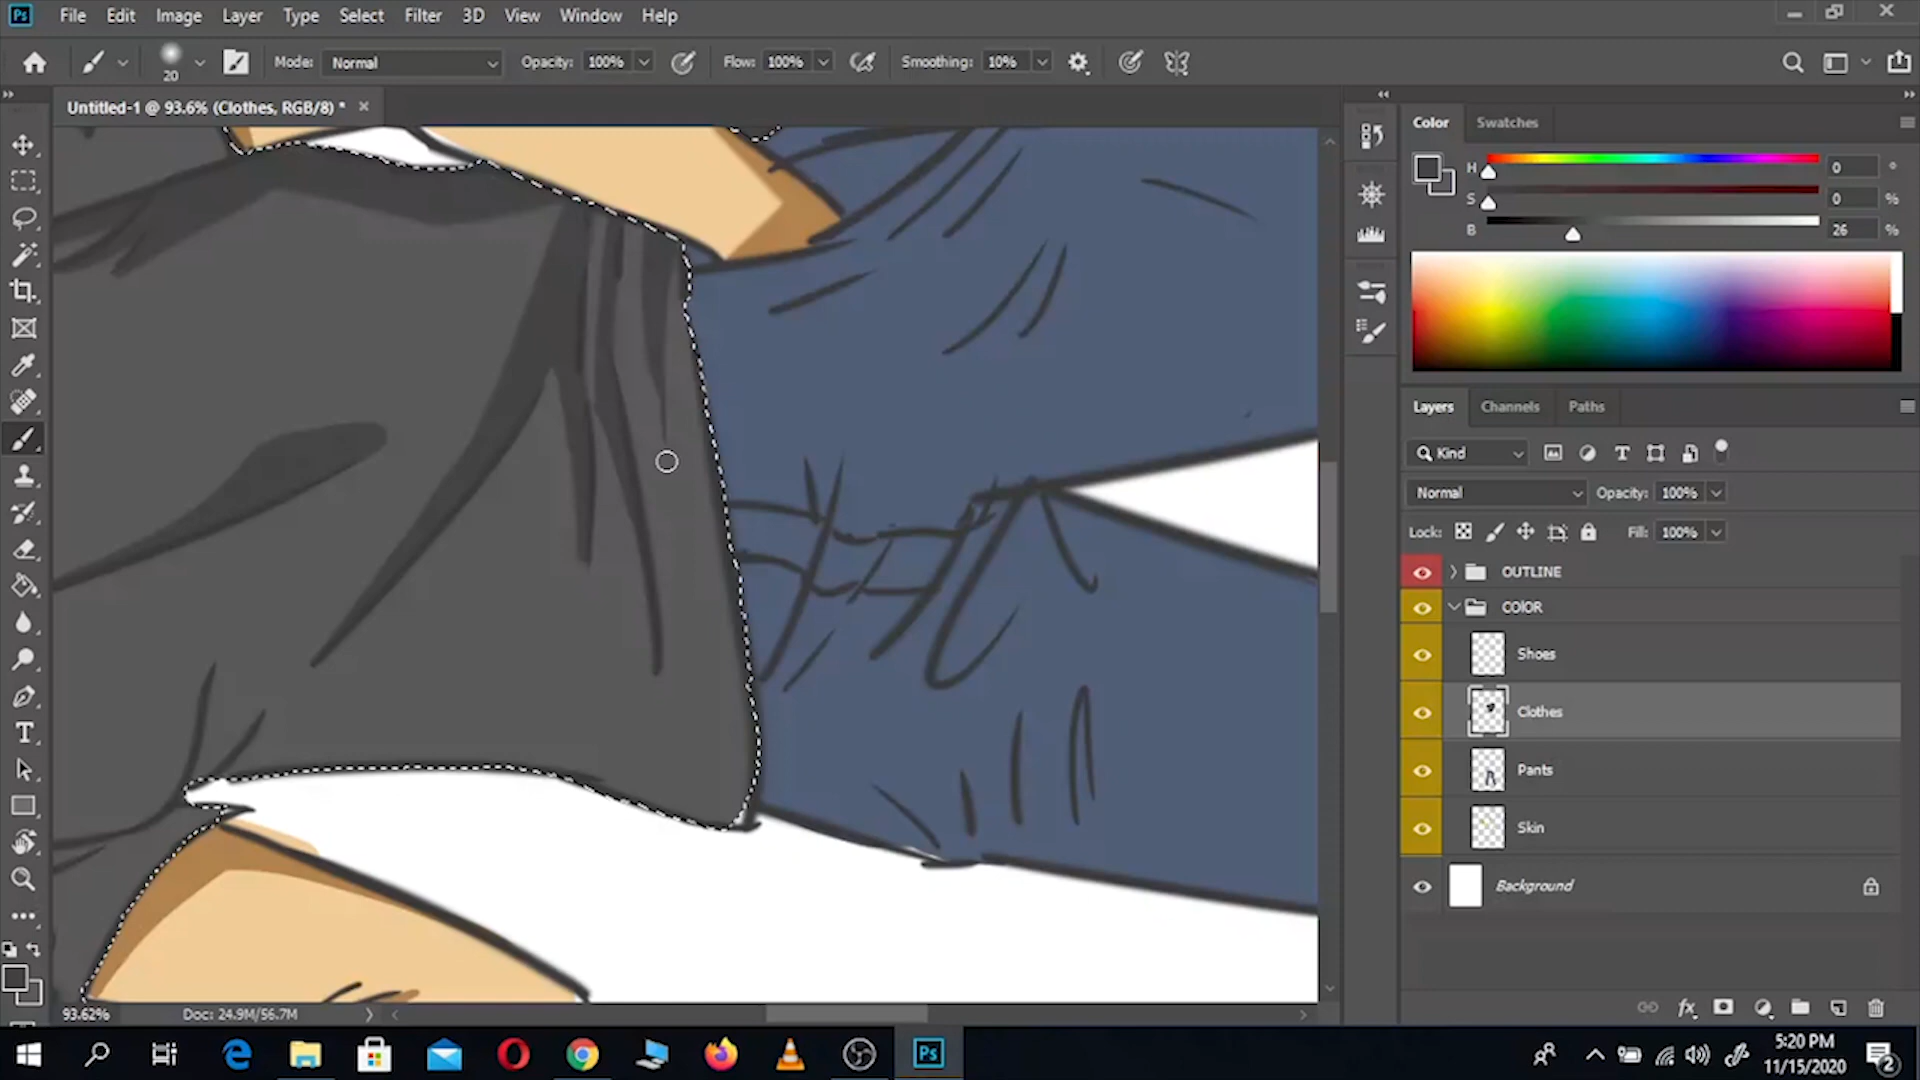 Ps File Edit Image Layer Type Select Filter 3D View Window Help
20 Mode: Normal Opacity: 100% Flow: 100% Smoothing: 10%
Untitled-1 @ 93.6% (Clothes, RGB/8) *
Color Swatches
H 0 °
S 0 %
B 26 %
Layers Channels Paths
Kind
Normal Opacity: 100%
Lock: Fill: 100%
OUTLINE
COlOR
Shoes
Clothes
Pants
Skin
Background
fx
T
93.62% Doc: 24.9M/56.7M
Ps
5:20 PM
11/15/2020
2